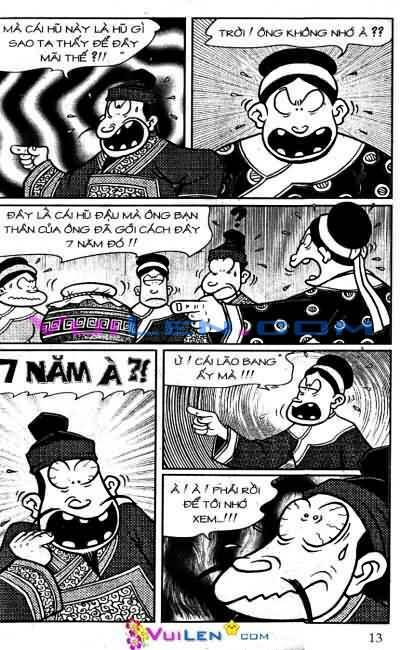 MÀ CÁI HŨ NÀY LÀ HŨ GÌ
SAO TA THẤY ĐỂ ĐÂY
MÃI THẾ ?!!
TRỜI ! ÔNG KHÔNG NHỚ À ??
ĐÂY LÀ CÁI HŨ ĐẬU MÀ ÔNG BẠN
THÂN CỦA ÔNG ĐÃ GỞI CÁCH ĐÂY
7 NĂM ĐÓ !!
VUILEN.COM
7 NĂM À ?!
Ừ ! CÁI LÃO BANG
ẤY MÀ !!!
À ! À ! PHẢI RỒI
ĐỂ TÔI NHỚ
XEM...!!!
13
VUILEN.COM